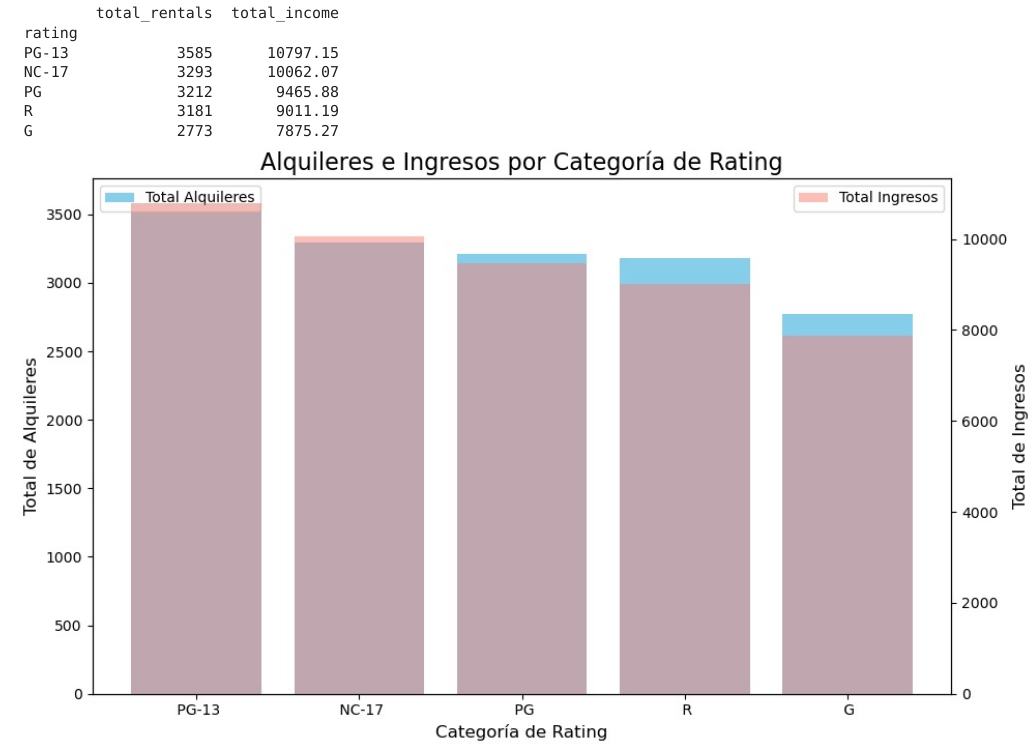 total_rentals total_income
rating
PG-13 3585 10797.15
NC-17 3293 10062.07
PG 3212 9465.88
R 3181 9011.19
G 2773 7875.27
Alquileres e Ingresos por Categoría de Rating
Total Alquileres
Total Ingresos
3500
3000
2500
2000
1500
1000
500
0
Total de Alquileres
10000
8000
6000
4000
2000
0
Total de Ingresos
PG-13 NC-17 PG R G
Categoría de Rating